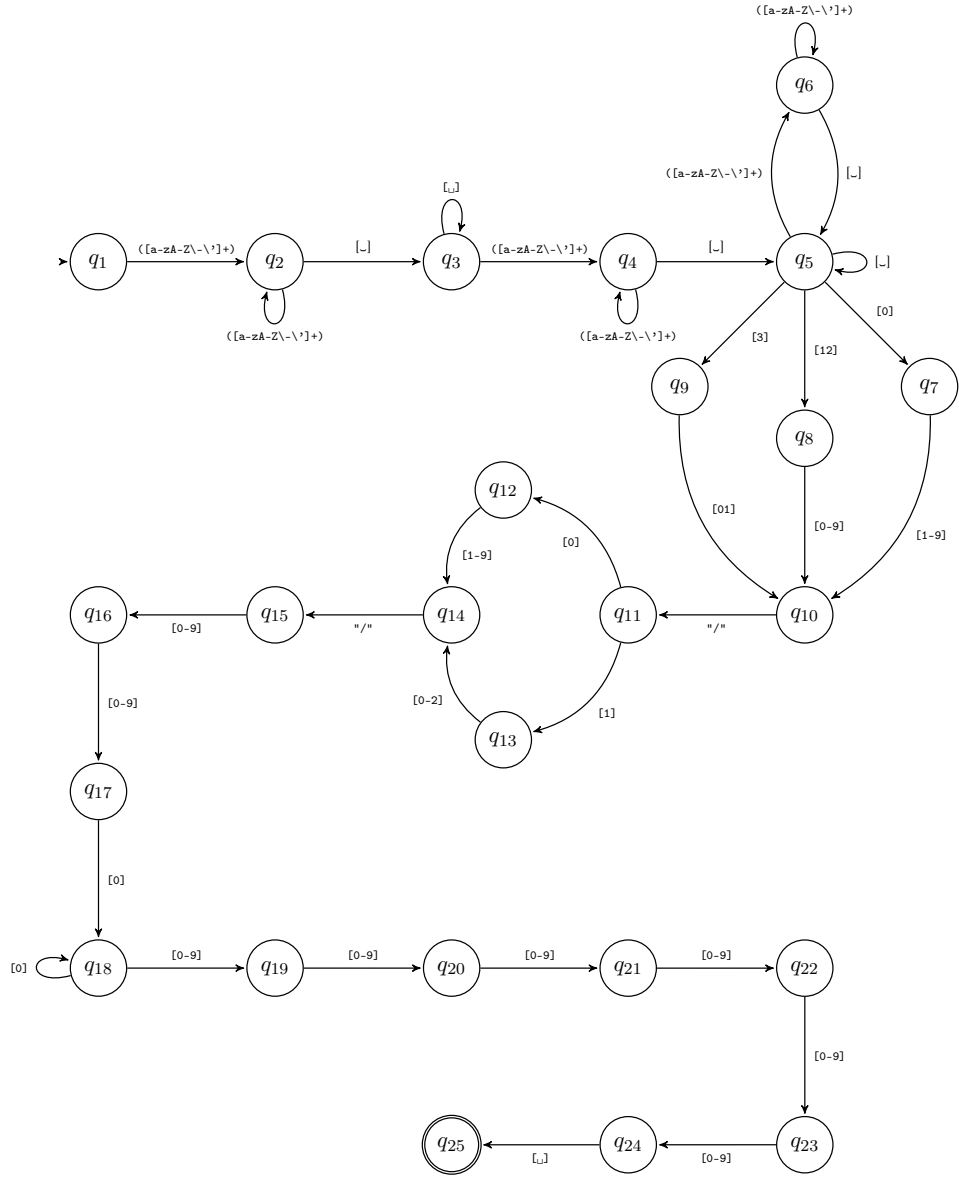 ([a-zA-Z\-\']+)
q6
([a-zA-Z\-\']+) [␣]
[␣]
q1 ([a-zA-Z\-\']+) q2 [␣] q3 ([a-zA-Z\-\']+) q4 [␣] q5 [␣]
([a-zA-Z\-\']+) ([a-zA-Z\-\']+)
[3] [12] [0]
q9 q8 q7
q12
[0] [01] [0-9] [1-9]
[1-9]
q16 [0-9] q15 "/" q14 q11 "/" q10
[0-9] [0-2] [1]
q13
q17
[0]
[0] q18 [0-9] q19 [0-9] q20 [0-9] q21 [0-9] q22
[0-9]
q25 [␣] q24 [0-9] q23